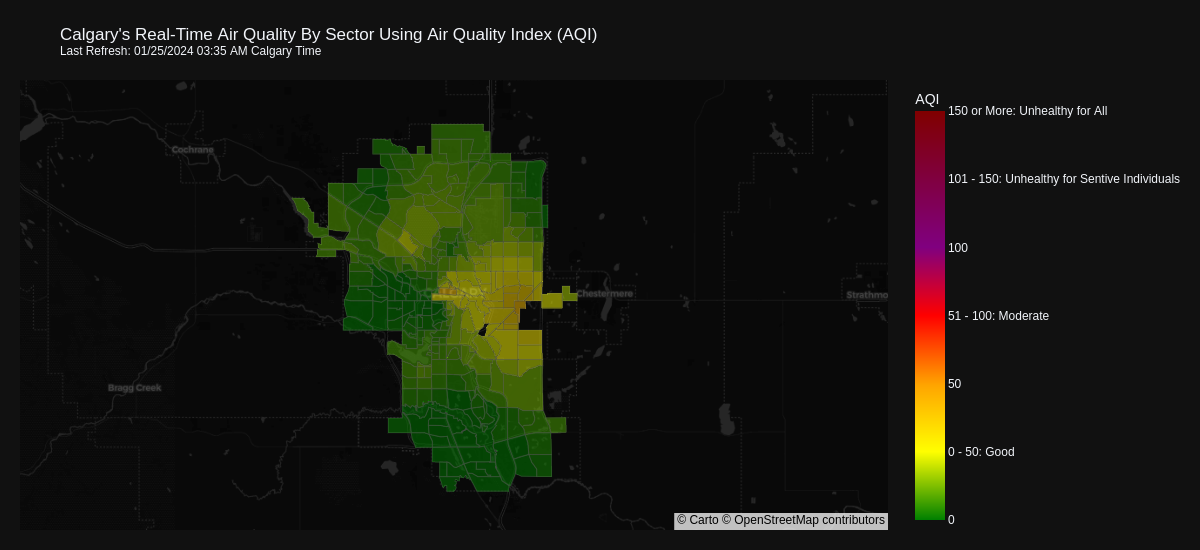 Calgary's Real-Time Air Quality By Sector Using Air Quality Index (AQI)
Last Refresh: 01/25/2024 03:35 AM Calgary Time
AQI
150 or More: Unhealthy for All
Cochrane
101 - 150: Unhealthy for Sentive Individuals
100
Chestermere
Strathmo
51 - 100: Moderate
Bragg Creek
50
0 - 50: Good
© Carto © OpenStreetMap contributors
0